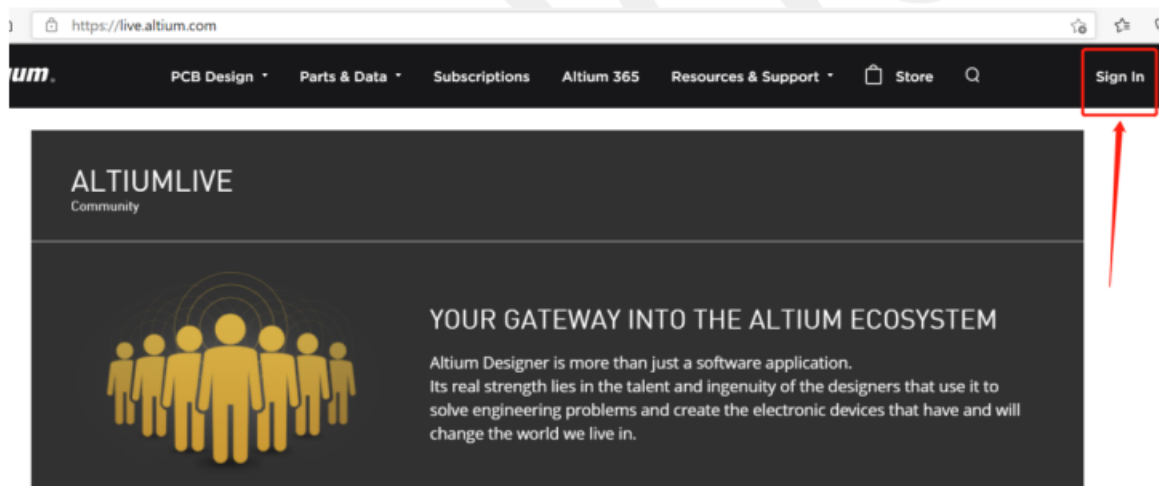 https://live.altium.com
um.
PCB Design
Parts & Data
Subscriptions
Altium 365
Resources & Support
Store
Sign In
ALTIUMLIVE
Community
YOUR GATEWAY INTO THE ALTIUM ECOSYSTEM
Altium Designer is more than just a software application.
Its real strength lies in the talent and ingenuity of the designers that use it to
solve engineering problems and create the electronic devices that have and will
change the world we live in.